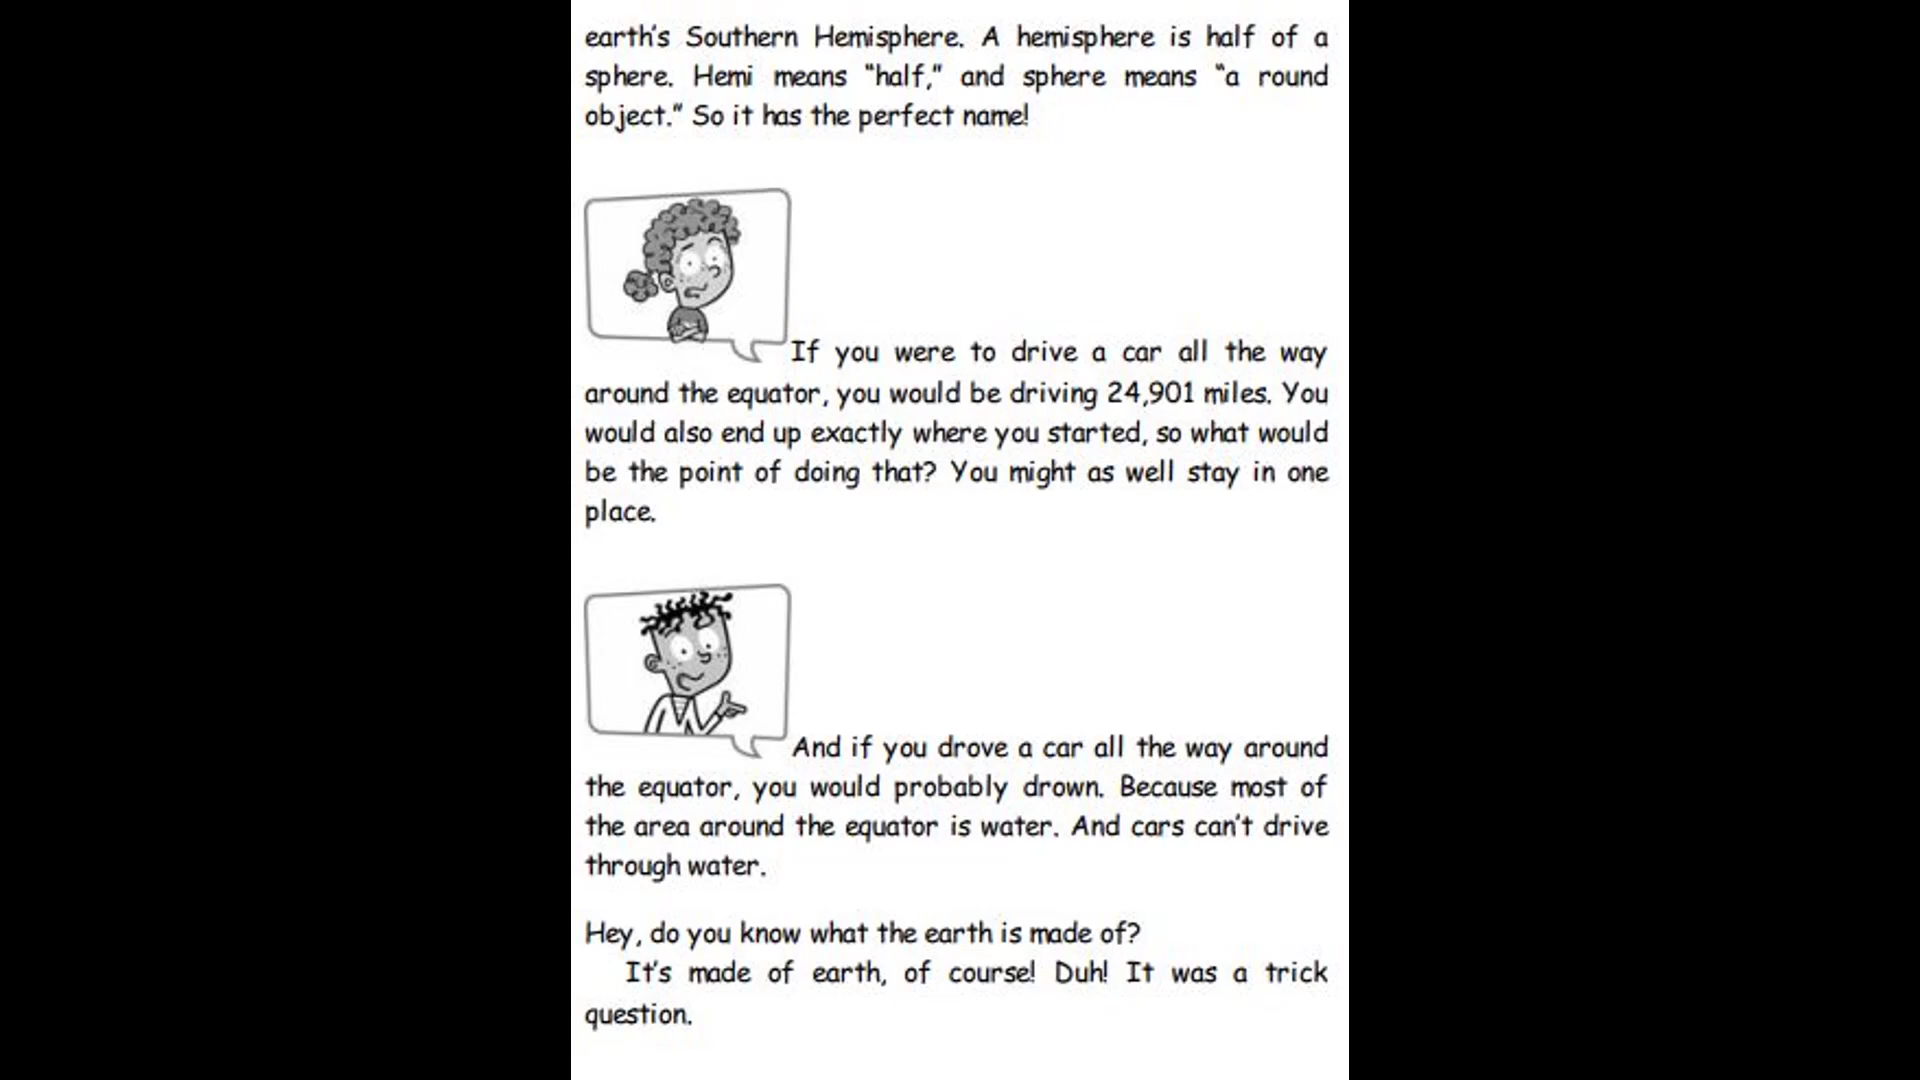 earth's Southern Hemisphere. A hemisphere is half of a
sphere. Hemi means “half,” and sphere means “a round
object.” So it has the perfect name!
If you were to drive a car all the way
around the equator, you would be driving 24,901 miles. You
would also end up exactly where you started, so what would
be the point of doing that? You might as well stay in one
place.
And if you drove a car all the way around
the equator, you would probably drown. Because most of
the area around the equator is water. And cars can't drive
through water.
Hey, do you know what the earth is made of?
It's made of earth, of course! Duh! It was a trick
question.